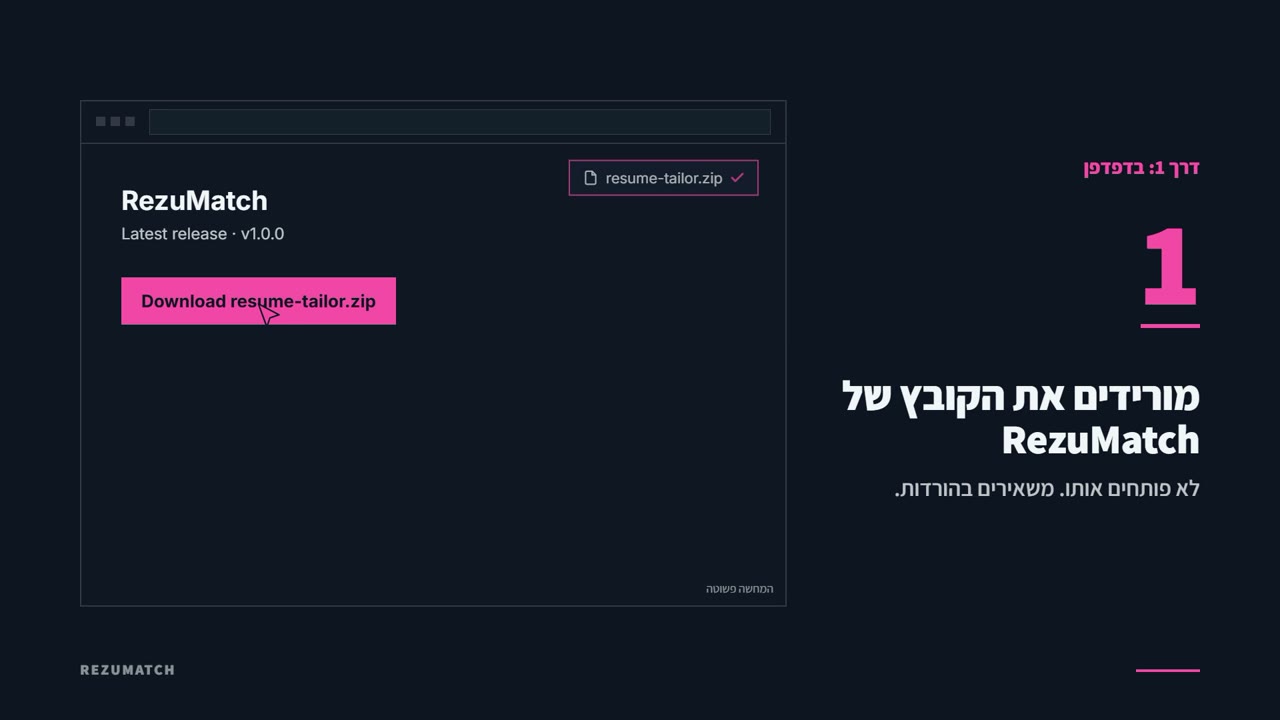 דרך 1: בדפדפן
1
מורידים את הקובץ של
RezuMatch
לא פותחים אותו. משאירים בהורדות.
resume-tailor.zip
RezuMatch
Latest release · v1.0.0
Download resume-tailor.zip
המחשה פשוטה
REZUMATCH